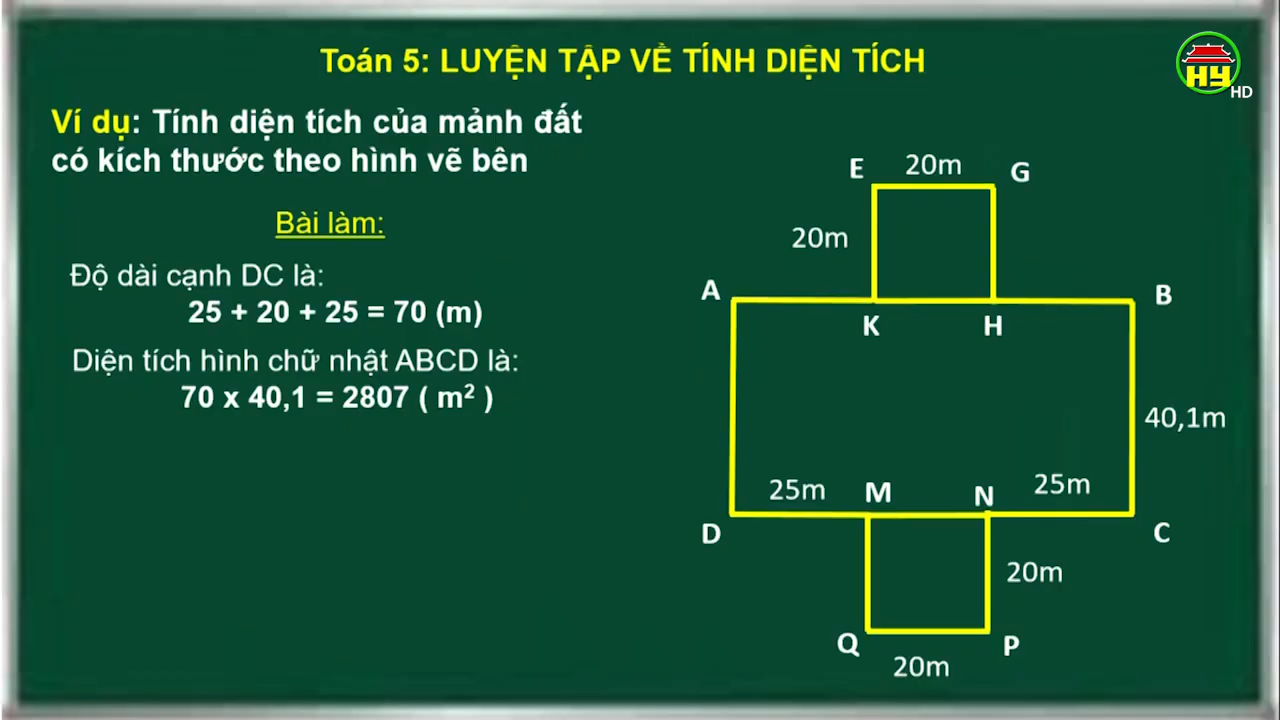 Toán 5: LUYỆN TẬP VỀ TÍNH DIỆN TÍCH
HY HD
Ví dụ: Tính diện tích của mảnh đất
có kích thước theo hình vẽ bên
Bài làm:
Độ dài cạnh DC là:
25 + 20 + 25 = 70 (m)
Diện tích hình chữ nhật ABCD là:
70 x 40,1 = 2807 ( m² )
E 20m G
20m
A B
K H
40,1m
25m M N 25m
D C
20m
Q P
20m